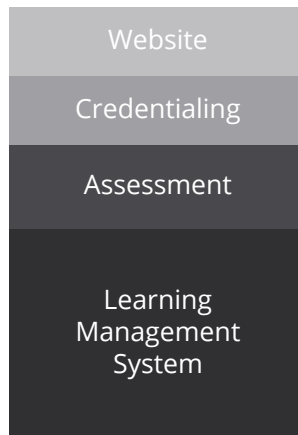 Website
Credentialing
Assessment
Learning
Management
System